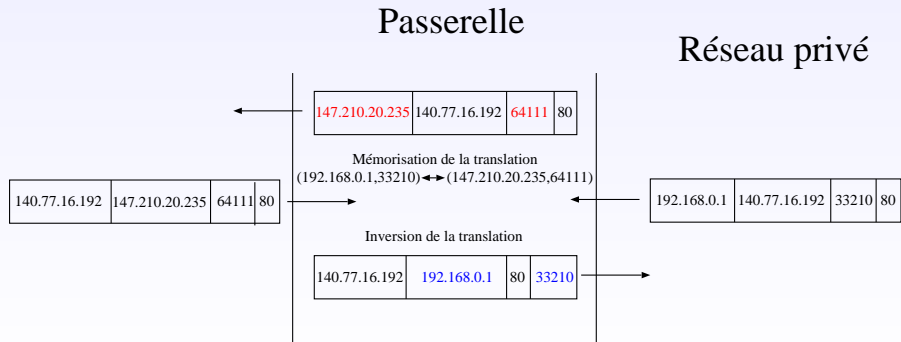 Passerelle
Réseau privé
147.210.20.235 140.77.16.192 64111 80
Mémorisation de la translation
(192.168.0.1,33210) (147.210.20.235,64111)
140.77.16.192 147.210.20.235 64111 80
192.168.0.1 140.77.16.192 33210 80
Inversion de la translation
140.77.16.192 192.168.0.1 80 33210